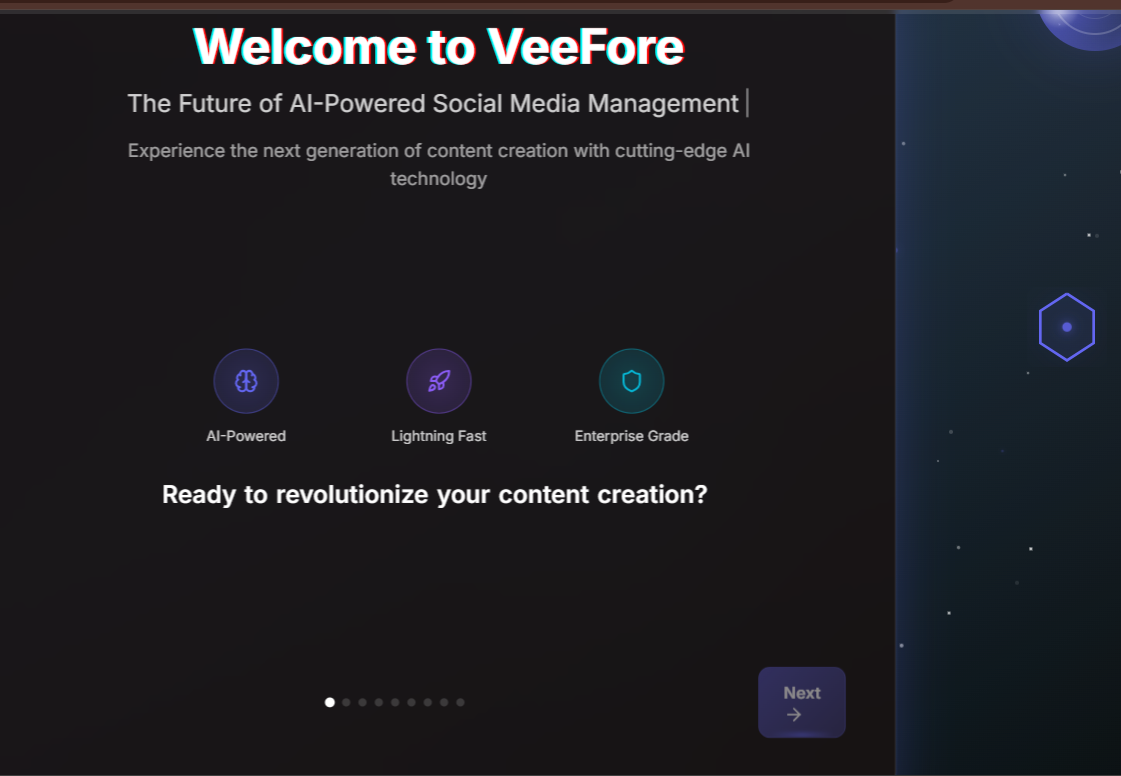 Welcome to VeeFore
The Future of AI-Powered Social Media Management
Experience the next generation of content creation with cutting-edge AI
technology
AI-Powered
Lightning Fast
Enterprise Grade
Ready to revolutionize your content creation?
Next
→